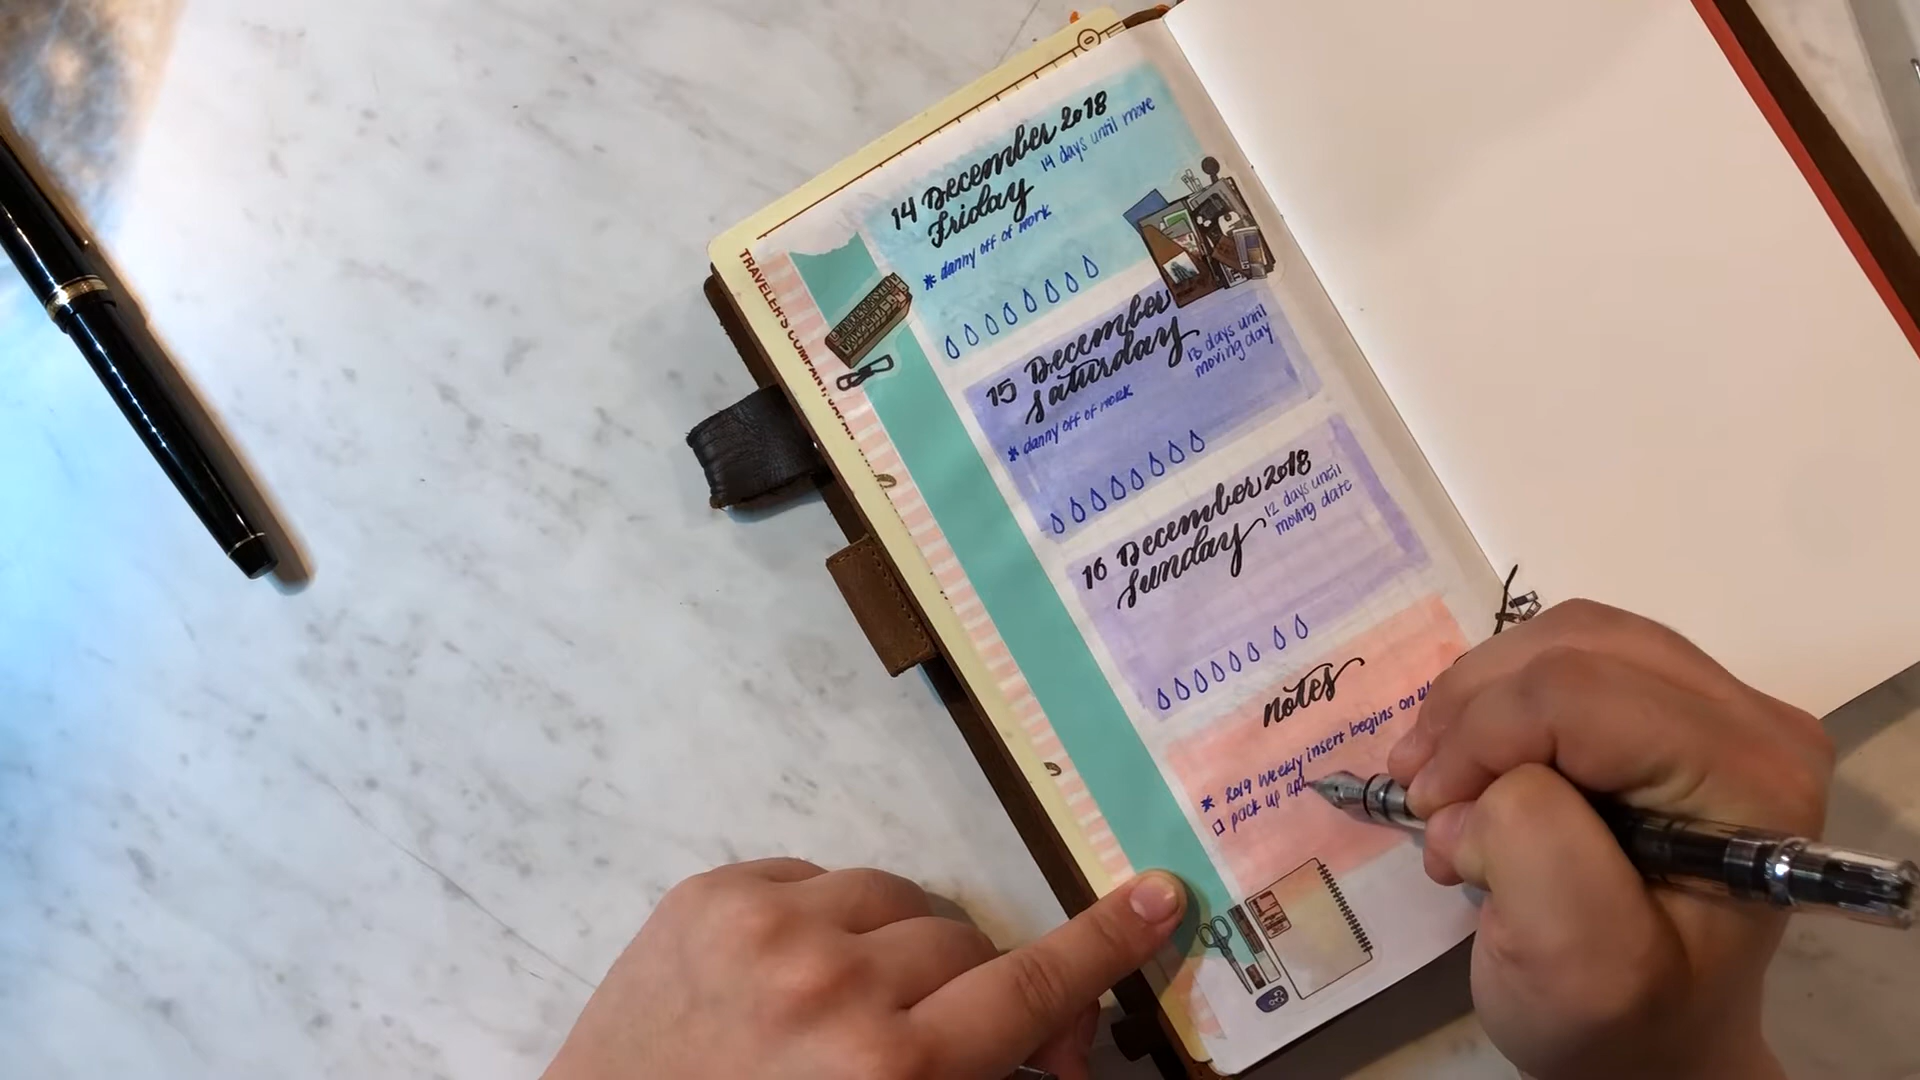 TRAVELER'S COMPANY, JAPAN
14 December 2018
Friday
14 days until move
* danny off of work
15 December
Saturday
13 days until
moving day
* danny off of work
16 December 2018
Sunday
12 days until
moving date
notes
* 2019 weekly insert begins on
pack up